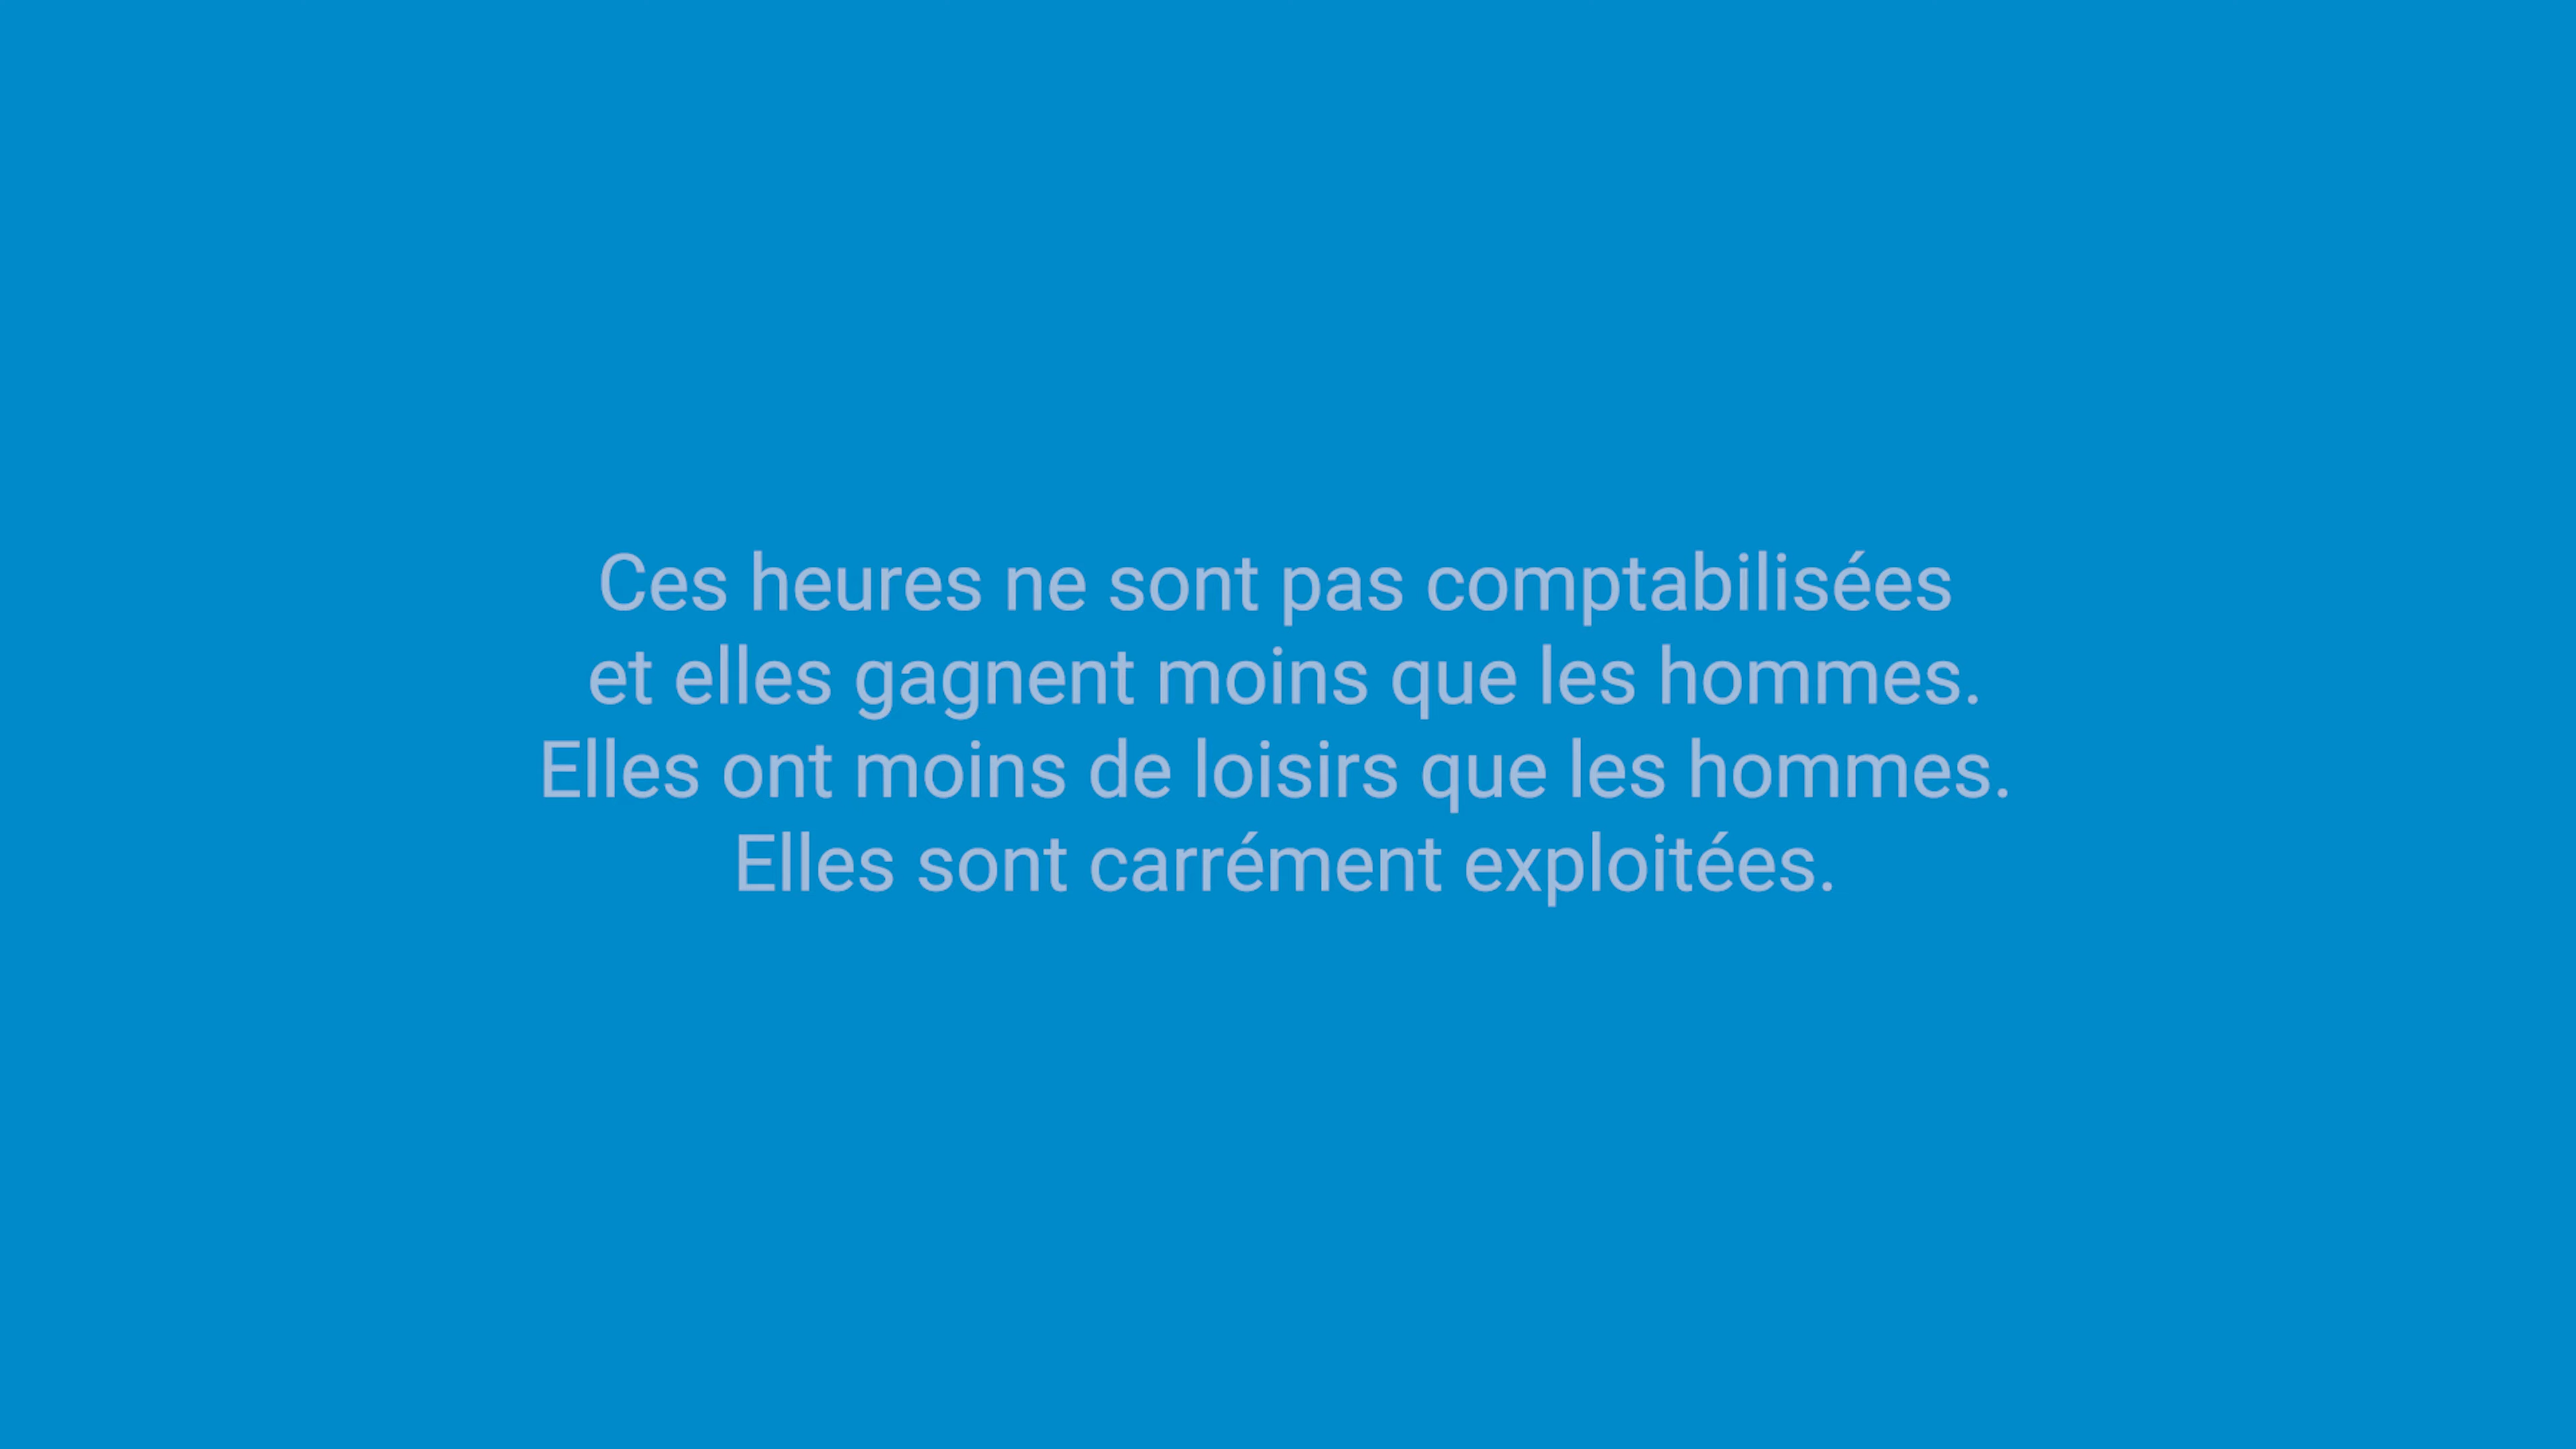 Ces heures ne sont pas comptabilisées
et elles gagnent moins que les hommes.
Elles ont moins de loisirs que les hommes.
Elles sont carrément exploitées.